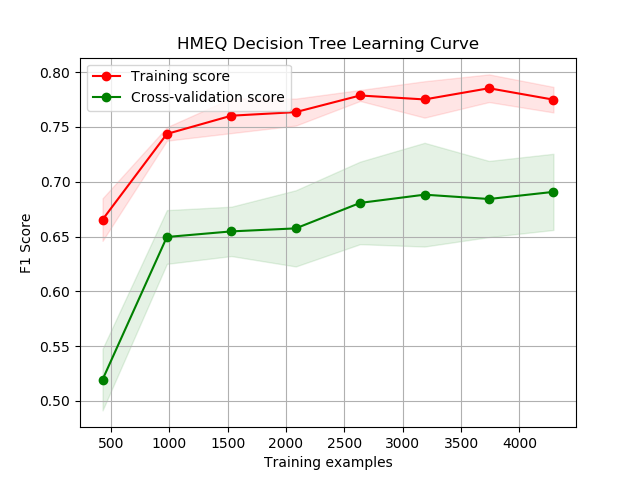 HMEQ Decision Tree Learning Curve
Training score
Cross-validation score
F1 Score
0.80
0.75
0.70
0.65
0.60
0.55
0.50
500 1000 1500 2000 2500 3000 3500 4000
Training examples